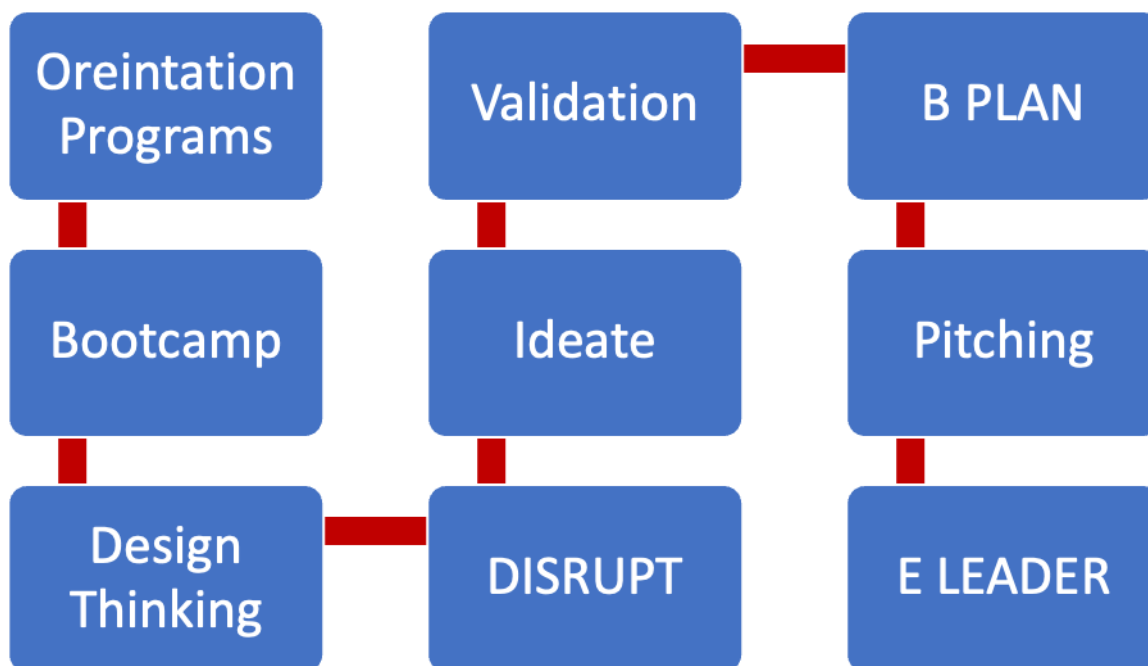 Oreintation
Programs
Bootcamp
Design
Thinking
DISRUPT
Ideate
Validation
B PLAN
Pitching
E LEADER